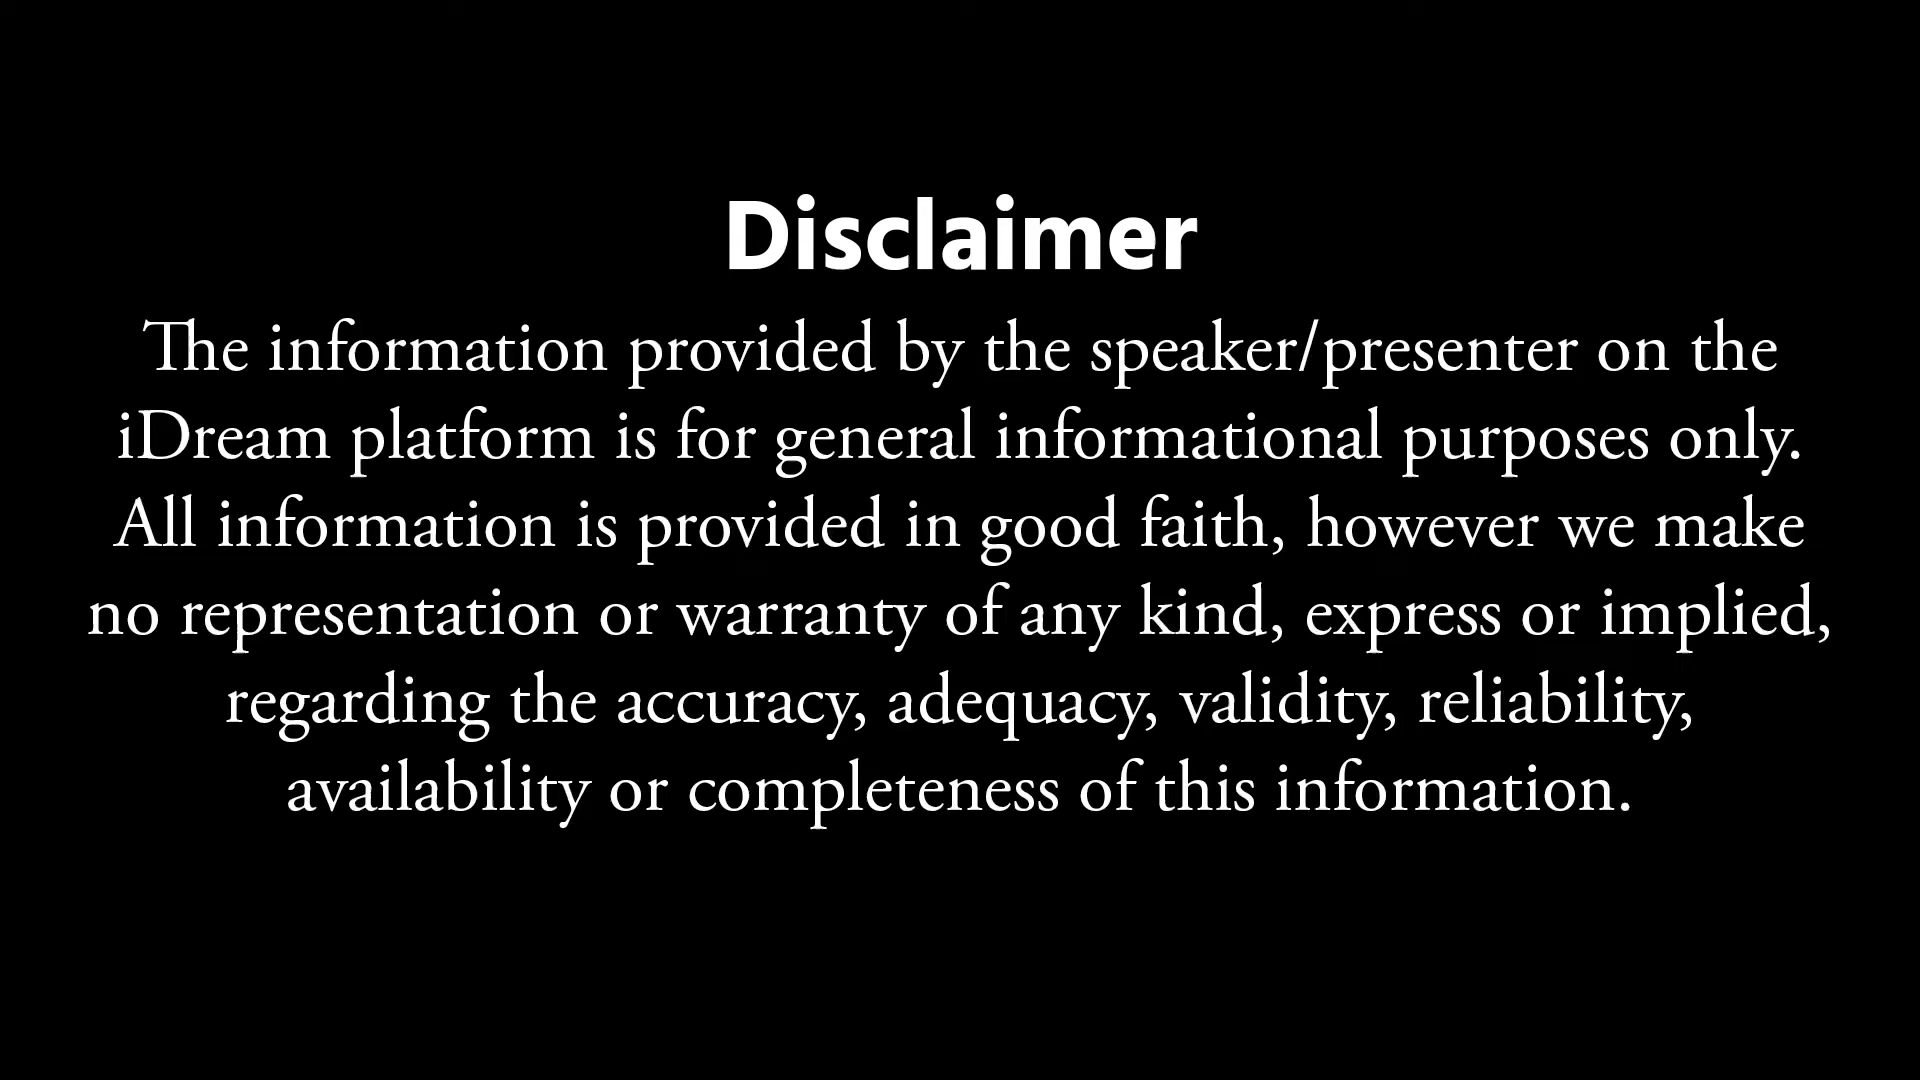 Disclaimer
The information provided by the speaker/presenter on the
iDream platform is for general informational purposes only.
All information is provided in good faith, however we make
no representation or warranty of any kind, express or implied,
regarding the accuracy, adequacy, validity, reliability,
availability or completeness of this information.